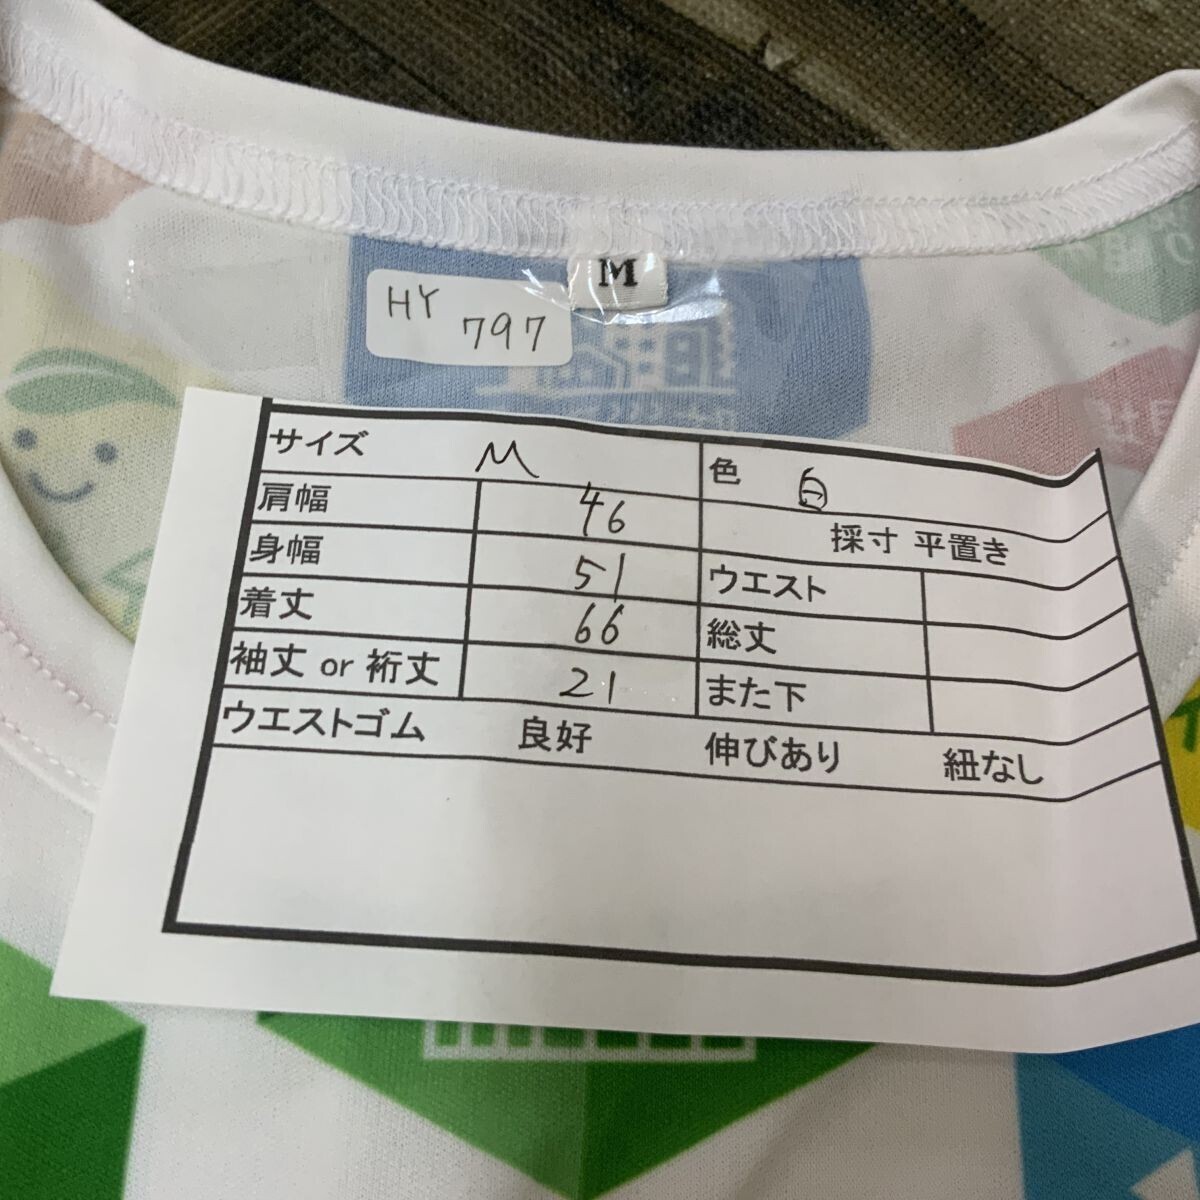 M
HY
797
サイズ M 色 白
肩幅 46 採寸 平置き
身幅 51 ウエスト
着丈 66 総丈
袖丈 or 裄丈 21 また下
ウエストゴム 良好 伸びあり 紐なし